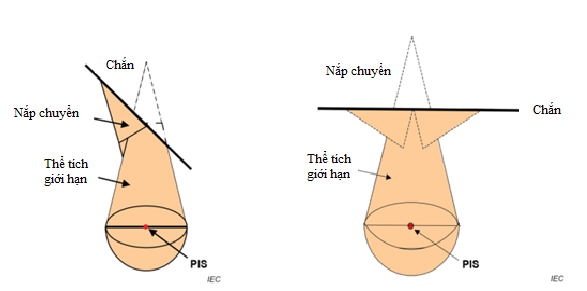 Chắn
Nắp chuyển
Thể tích
giới hạn
PIS
IEC
Nắp chuyển
Chắn
Thể tích
giới hạn
PIS
IEC